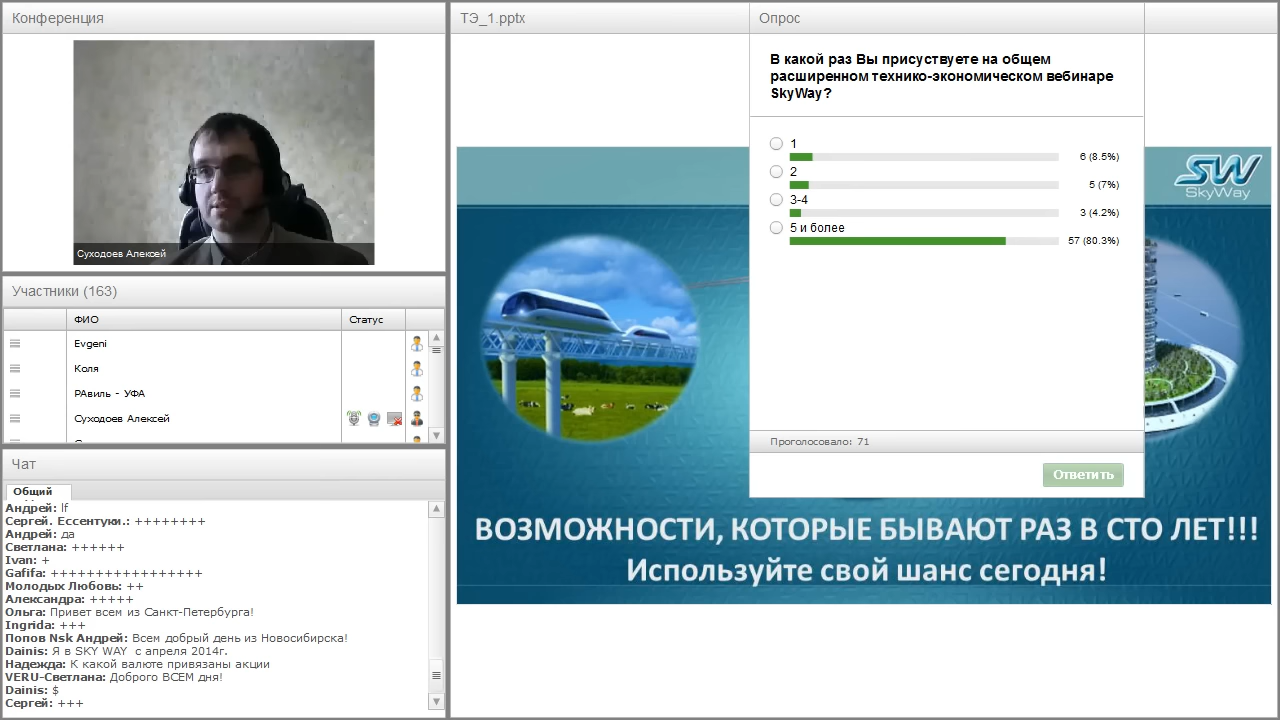 Конференция
Суходоев Алексей
Участники (163)
ФИО
Статус
Evgeni
Коля
РАвиль - УФА
Суходоев Алексей
Чат
Общий
Андрей: lf
Сергей. Ессентуки.: ++++++++
Андрей: да
Светлана: ++++++
Ivan: +
Gafifa: +++++++++++++++++
Молодых Любовь: ++
Александра: +++++
Ольга: Привет всем из Санкт-Петербурга!
Ingrida: +++
Попов Nsk Андрей: Всем добрый день из Новосибирска!
Dainis: Я в SKY WAY с апреля 2014г.
Надежда: К какой валюте привязаны акции
VERU-Светлана: Доброго ВСЕМ дня!
Dainis: $
Сергей: +++
ТЭ_1.pptx
Опрос
В какой раз Вы присуствуете на общем
расширенном технико-экономическом вебинаре
SkyWay?
1
6 (8.5%)
2
5 (7%)
3-4
3 (4.2%)
5 и более
57 (80.3%)
Проголосовало: 71
Ответить
SW
SkyWay
ВОЗМОЖНОСТИ, КОТОРЫЕ БЫВАЮТ РАЗ В СТО ЛЕТ!!!
Используйте свой шанс сегодня!